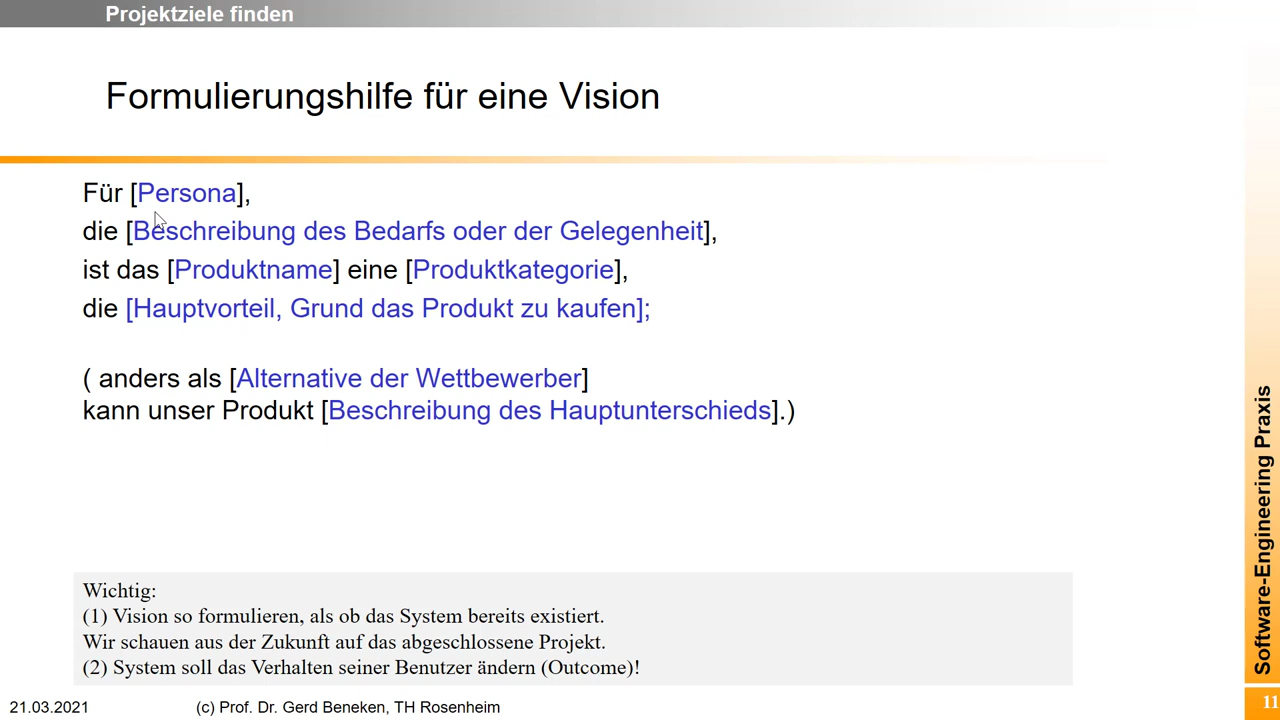 Projektziele finden
Formulierungshilfe für eine Vision
Für [Persona],
die [Beschreibung des Bedarfs oder der Gelegenheit],
ist das [Produktname] eine [Produktkategorie],
die [Hauptvorteil, Grund das Produkt zu kaufen];
( anders als [Alternative der Wettbewerber]
kann unser Produkt [Beschreibung des Hauptunterschieds].)
Wichtig:
(1) Vision so formulieren, als ob das System bereits existiert.
Wir schauen aus der Zukunft auf das abgeschlossene Projekt.
(2) System soll das Verhalten seiner Benutzer ändern (Outcome)!
21.03.2021
(c) Prof. Dr. Gerd Beneken, TH Rosenheim
Software-Engineering Praxis
11